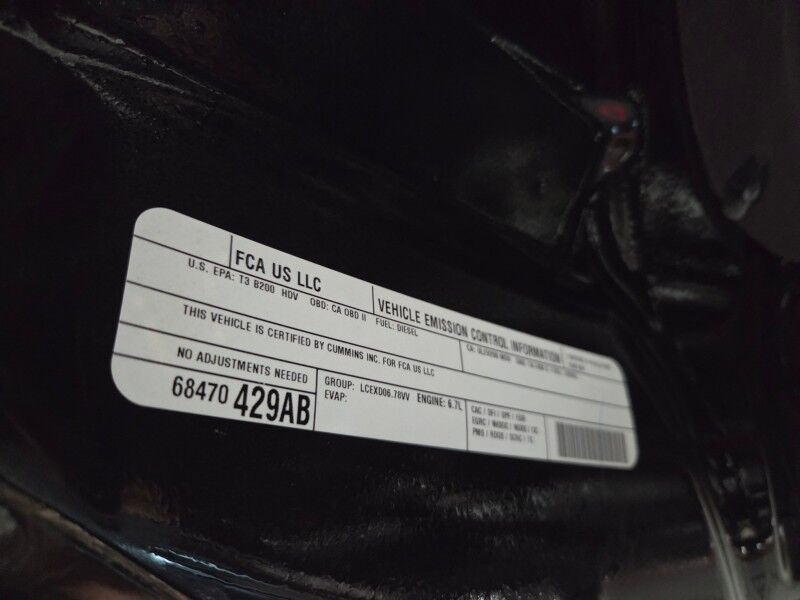 FCA US LLC
VEHICLE EMISSION CONTROL INFORMATION
U.S. EPA: T3 B200 HDV OBD: CA OBD II FUEL: DIESEL
THIS VEHICLE IS CERTIFIED BY CUMMINS INC. FOR FCA US LLC
NO ADJUSTMENTS NEEDED
68470 429AB
GROUP: LCEXD06.78VV ENGINE: 6.7L
EVAP:
CAC / DFI /